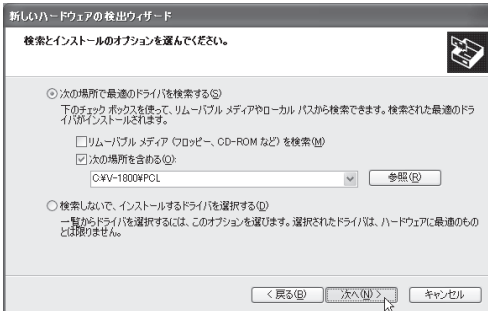 新しいハードウェアの検出ウィザード
検索とインストールのオプションを選んでください。
次の場所で最適のドライバを検索する(S)
下のチェック ボックスを使って、リムーバブル メディアやローカル パスから検索できます。検索された最適のドラ
イバがインストールされます。
リムーバブル メディア (フロッピー、CD-ROM など) を検索(M)
次の場所を含める(O):
C:¥V-1800¥PCL
参照(R)
検索しないで、インストールするドライバを選択する(D)
一覧からドライバを選択するには、このオプションを選びます。選択されたドライバは、ハードウェアに最適のもの
とは限りません。
< 戻る(B) 次へ(N) > キャンセル